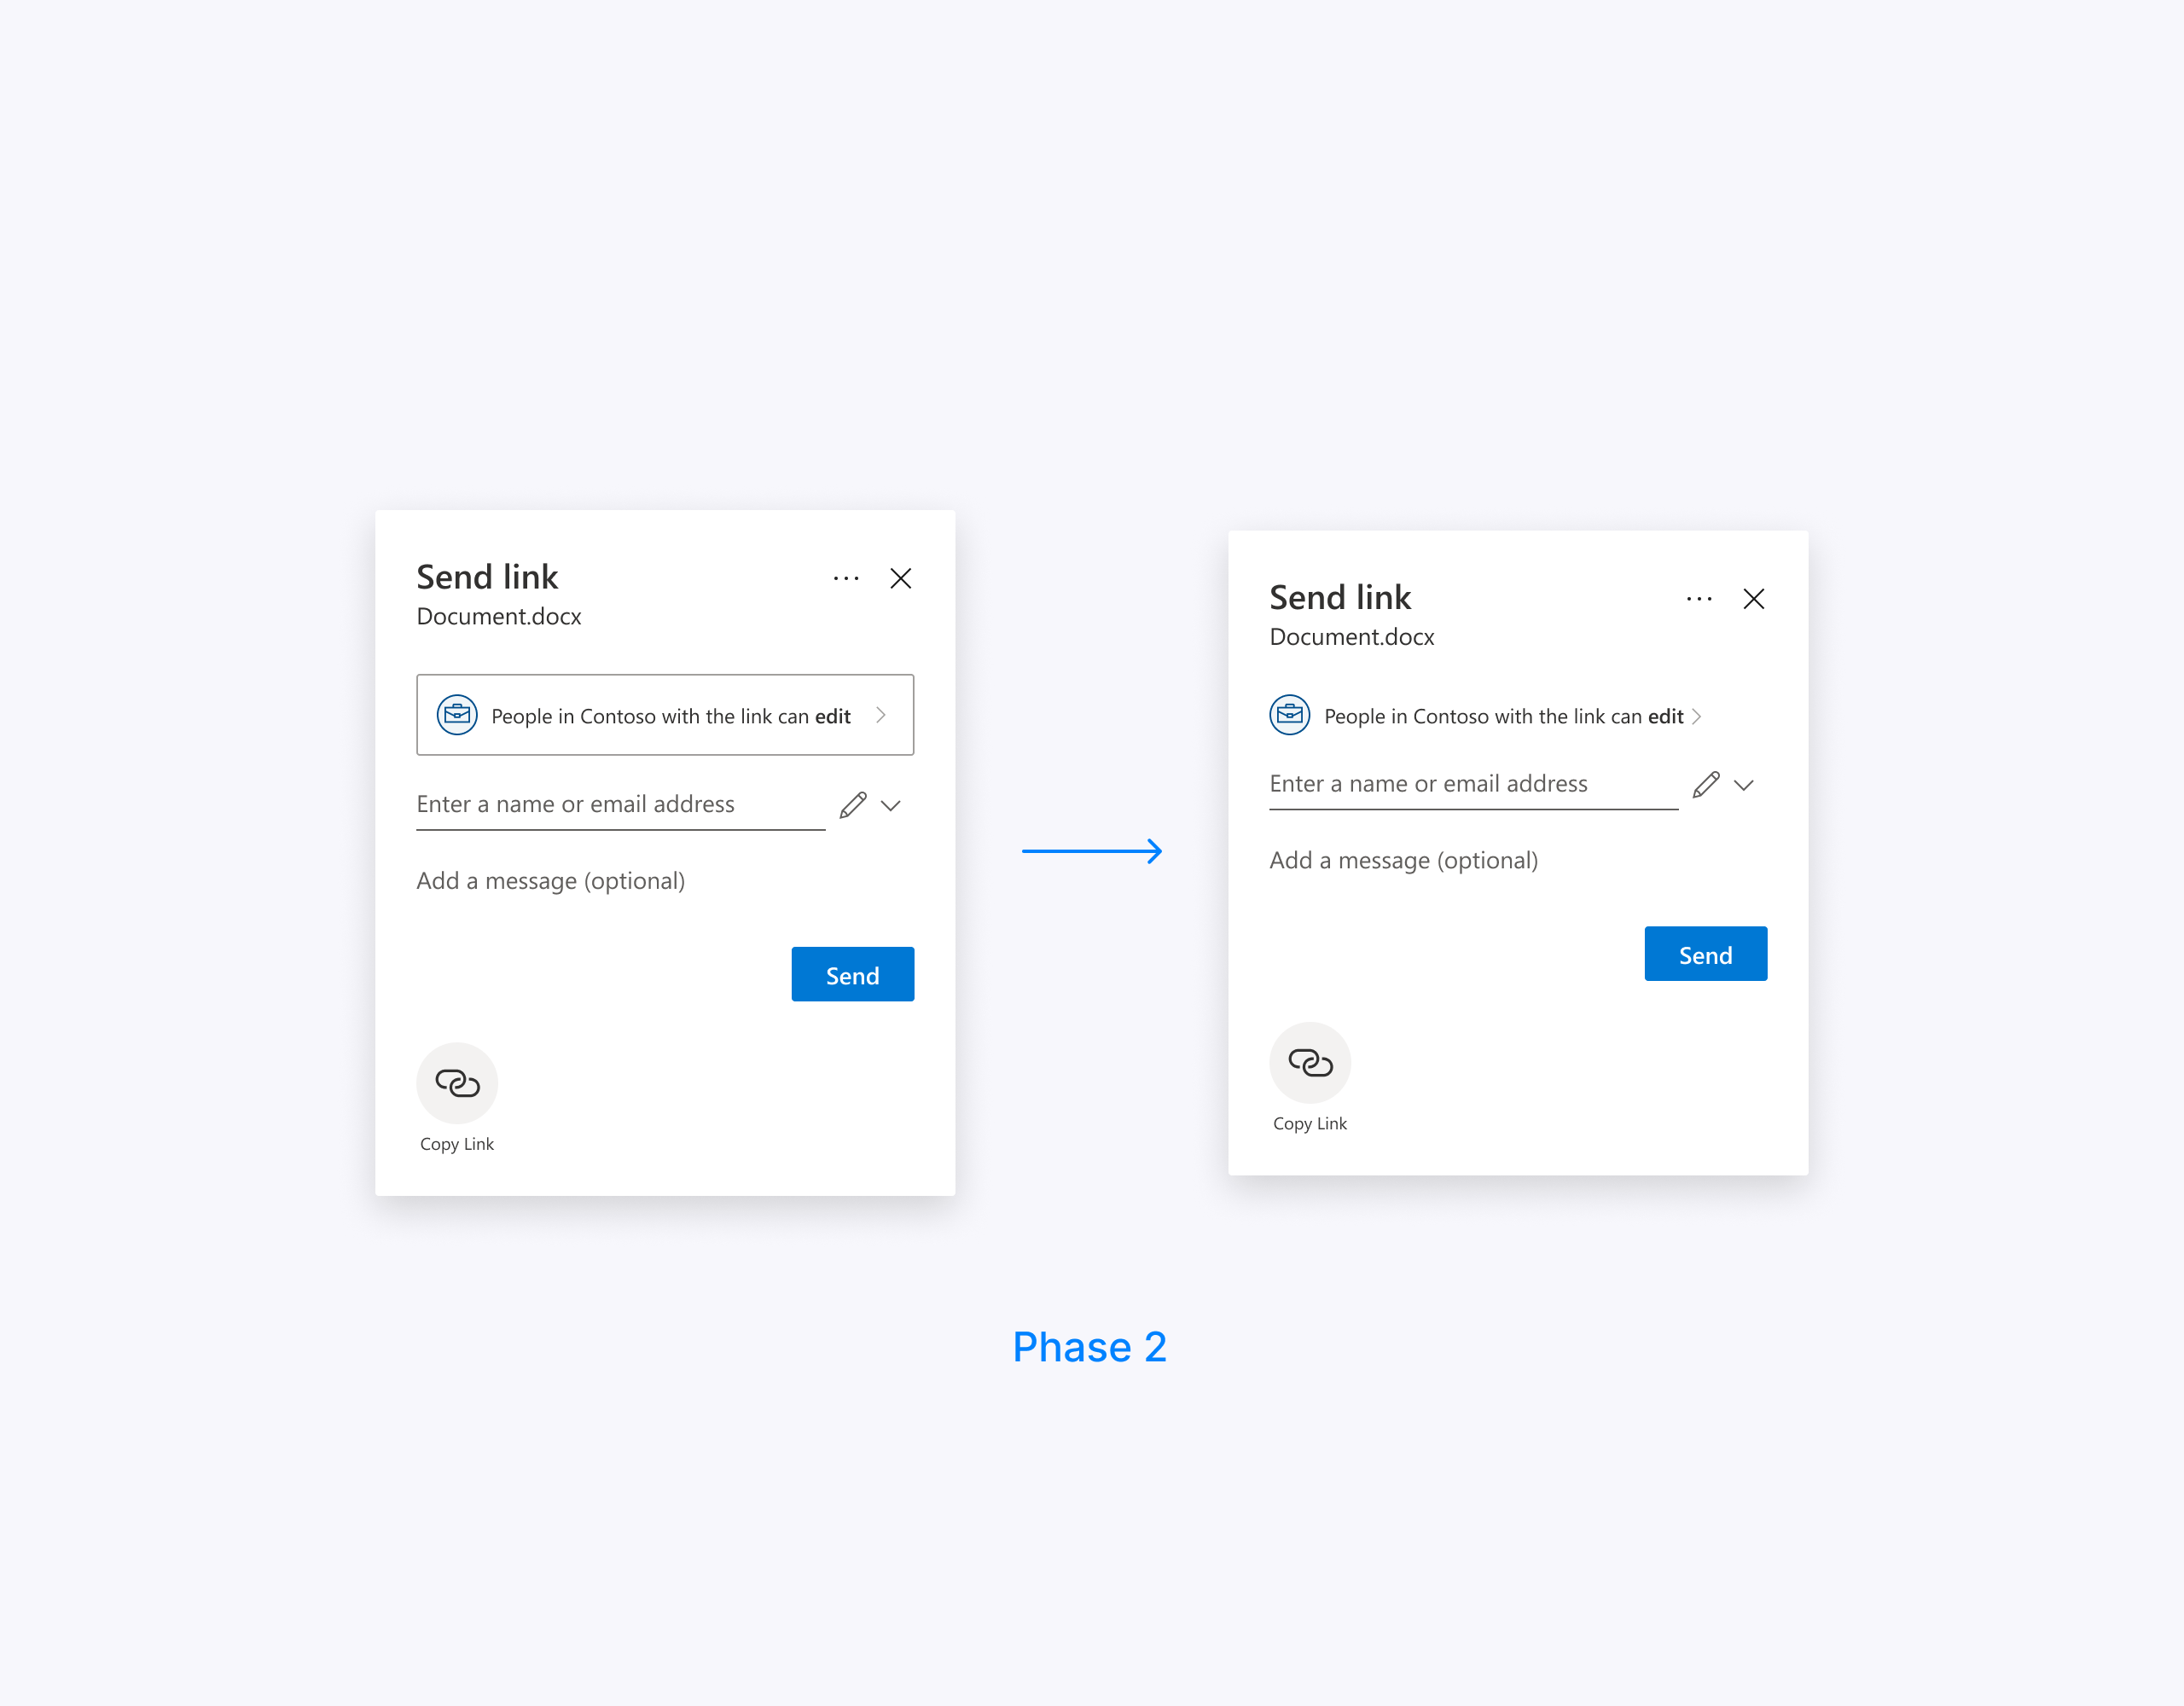 Send link
Document.docx
People in Contoso with the link can edit
Enter a name or email address
Add a message (optional)
Send
Copy Link
Send link
Document.docx
People in Contoso with the link can edit
Enter a name or email address
Add a message (optional)
Send
Copy Link
Phase 2